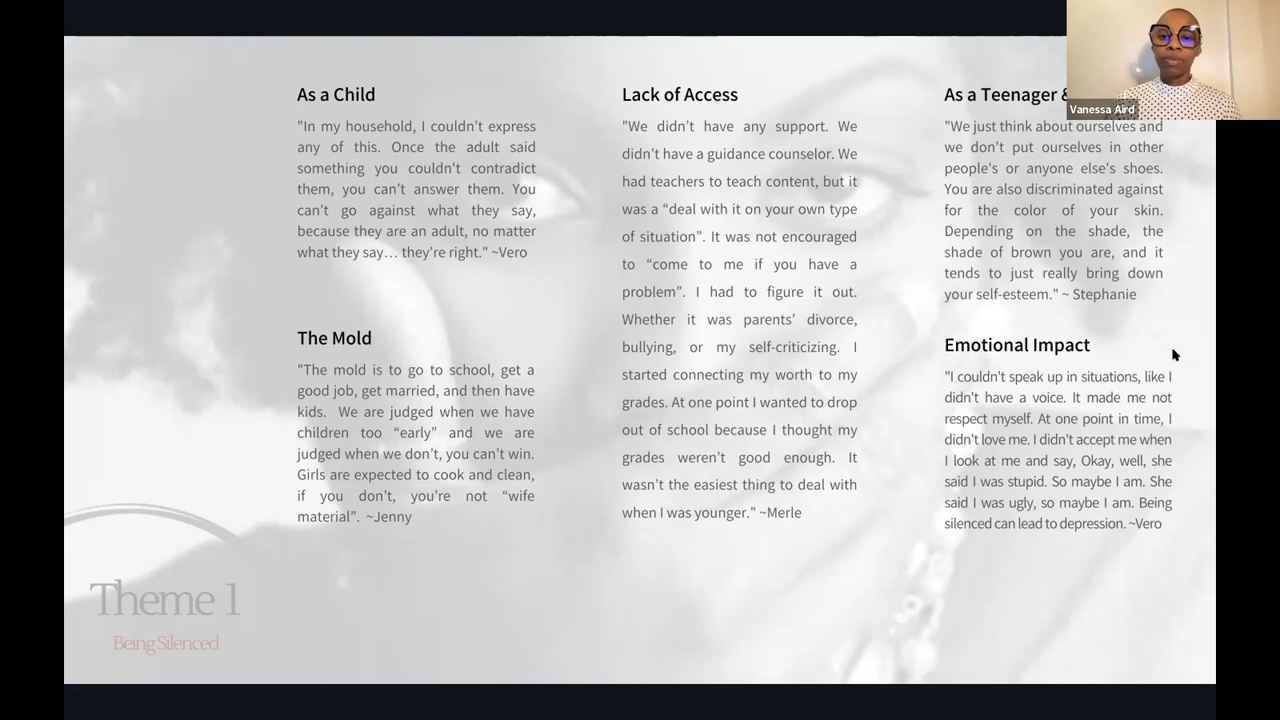 As a Child
"In my household, I couldn’t express
any of this. Once the adult said
something you couldn't contradict
them, you can’t answer them. You
can’t go against what they say,
because they are an adult, no matter
what they say… they're right." ~Vero
The Mold
"The mold is to go to school, get a
good job, get married, and then have
kids. We are judged when we have
children too “early” and we are
judged when we don’t, you can’t win.
Girls are expected to cook and clean,
if you don’t, you’re not “wife
material”. ~Jenny
Lack of Access
"We didn’t have any support. We
didn’t have a guidance counselor. We
had teachers to teach content, but it
was a “deal with it on your own type
of situation”. It was not encouraged
to “come to me if you have a
problem”. I had to figure it out.
Whether it was parents' divorce,
bullying, or my self-criticizing. I
started connecting my worth to my
grades. At one point I wanted to drop
out of school because I thought my
grades weren’t good enough. It
wasn’t the easiest thing to deal with
when I was younger." ~Merle
As a Teenager &
"We just think about ourselves and
we don't put ourselves in other
people's or anyone else's shoes.
You are also discriminated against
for the color of your skin.
Depending on the shade, the
shade of brown you are, and it
tends to just really bring down
your self-esteem." ~ Stephanie
Emotional Impact
"I couldn't speak up in situations, like I
didn't have a voice. It made me not
respect myself. At one point in time, I
didn't love me. I didn't accept me when
I look at me and say, Okay, well, she
said I was stupid. So maybe I am. She
said I was ugly, so maybe I am. Being
silenced can lead to depression. ~Vero
Theme 1
Being Silenced
Vanessa Aird